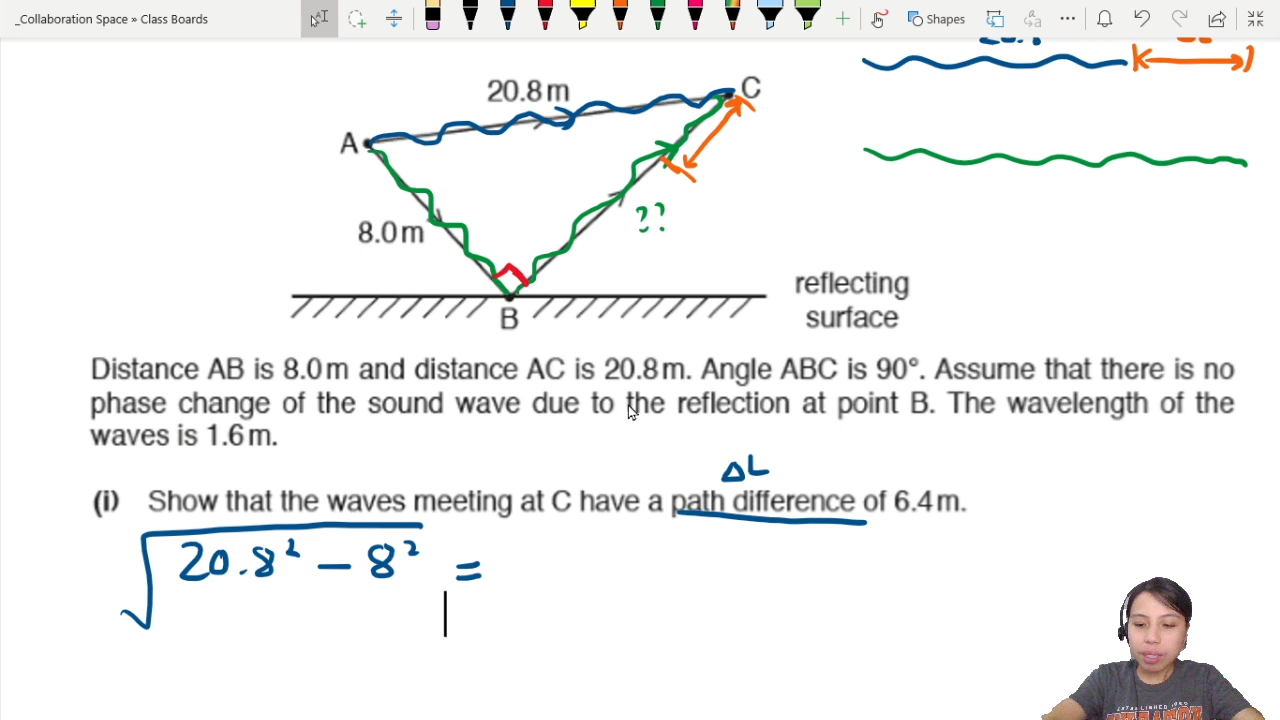 _Collaboration Space » Class Boards
Shapes
20.8 m
C
A
8.0 m
??
reflecting
surface
B
Distance AB is 8.0 m and distance AC is 20.8 m. Angle ABC is 90°. Assume that there is no
phase change of the sound wave due to the reflection at point B. The wavelength of the
waves is 1.6 m.
ΔL
(i) Show that the waves meeting at C have a path difference of 6.4 m.
√20.8² – 8² =